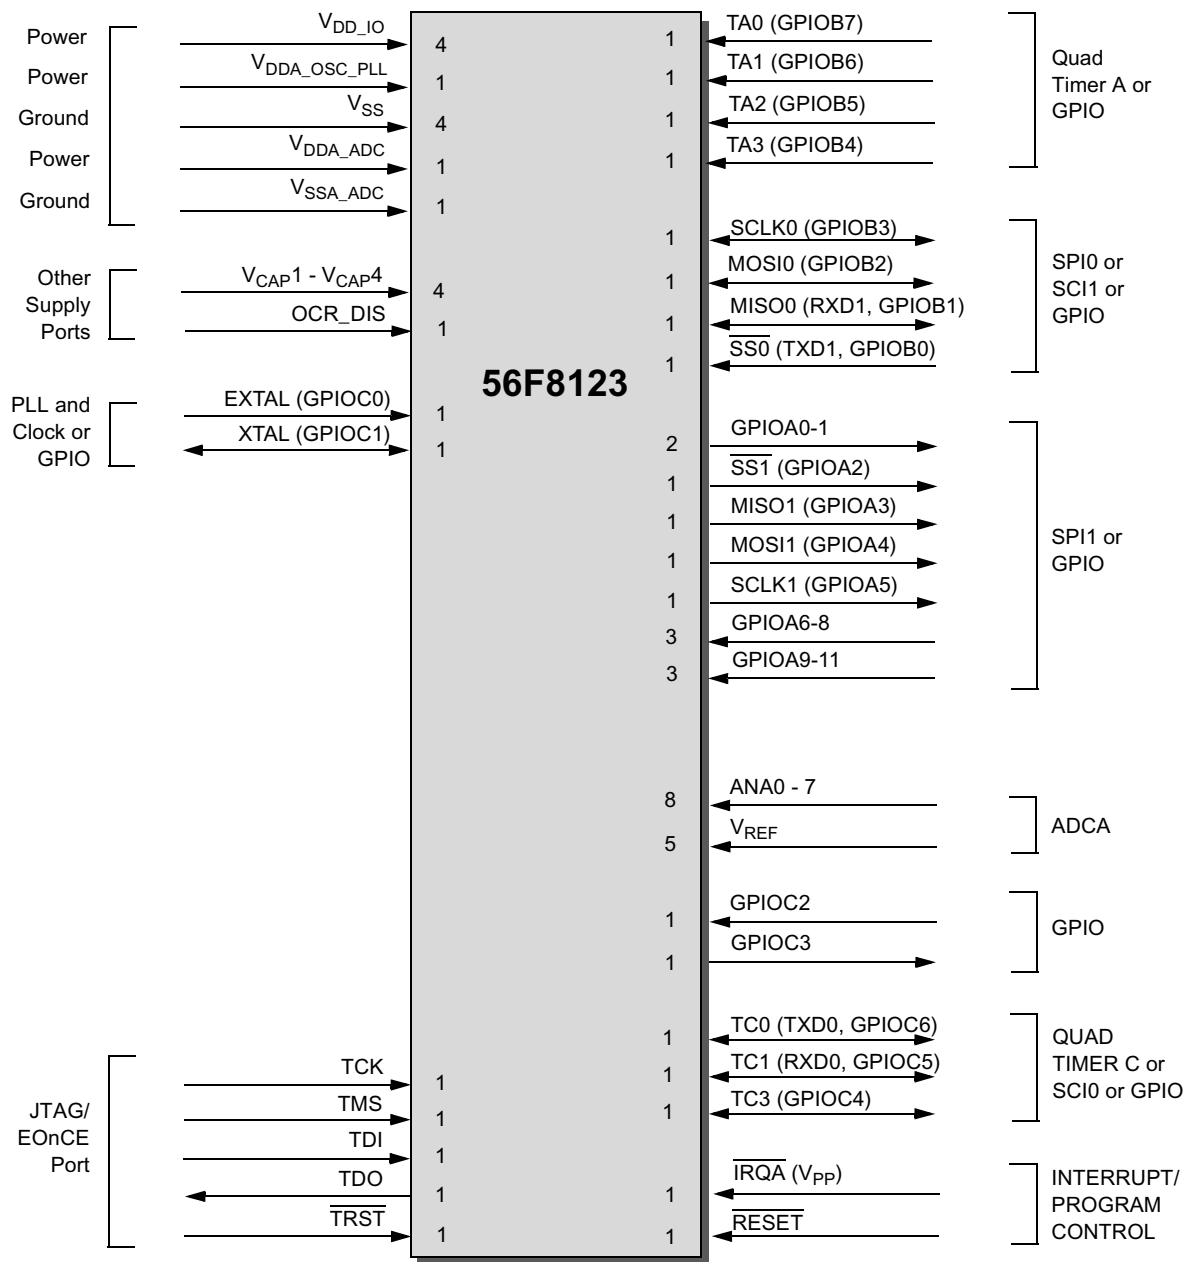 Power
V_DD_IO
4
Power
V_DDA_OSC_PLL
1
Ground
V_SS
4
Power
V_DDA_ADC
1
Ground
V_SSA_ADC
1
Other
Supply
Ports
V_CAP1 - V_CAP4
4
OCR_DIS
1
PLL and
Clock or
GPIO
EXTAL (GPIOC0)
1
XTAL (GPIOC1)
1
JTAG/
EOnCE
Port
TCK
1
TMS
1
TDI
1
TDO
1
TRST
1
56F8123
1
TA0 (GPIOB7)
1
TA1 (GPIOB6)
1
TA2 (GPIOB5)
1
TA3 (GPIOB4)
Quad
Timer A or
GPIO
1
SCLK0 (GPIOB3)
1
MOSI0 (GPIOB2)
1
MISO0 (RXD1, GPIOB1)
1
SS0 (TXD1, GPIOB0)
SPI0 or
SCI1 or
GPIO
2
GPIOA0-1
1
SS1 (GPIOA2)
1
MISO1 (GPIOA3)
1
MOSI1 (GPIOA4)
1
SCLK1 (GPIOA5)
3
GPIOA6-8
3
GPIOA9-11
SPI1 or
GPIO
8
ANA0 - 7
5
V_REF
ADCA
1
GPIOC2
1
GPIOC3
GPIO
1
TC0 (TXD0, GPIOC6)
1
TC1 (RXD0, GPIOC5)
1
TC3 (GPIOC4)
QUAD
TIMER C or
SCI0 or GPIO
1
IRQA (V_PP)
1
RESET
INTERRUPT/
PROGRAM
CONTROL